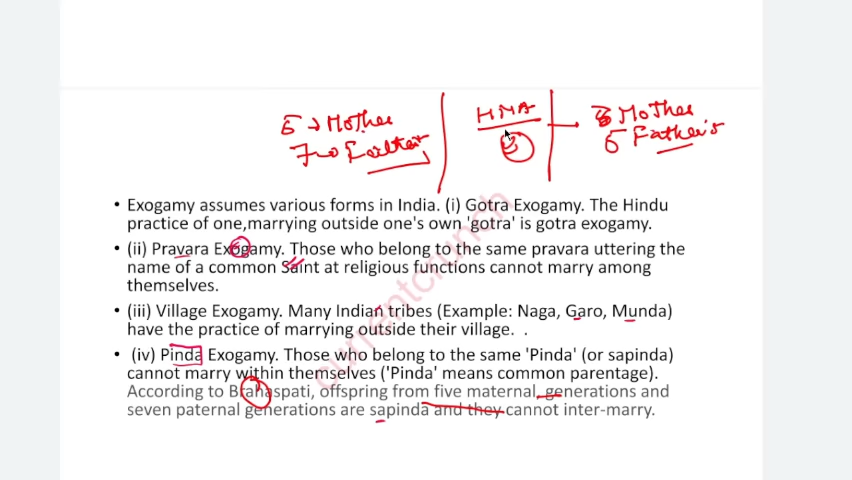 5 → Mother
7 → Father
HMA
3 Mother
5 Father's
• Exogamy assumes various forms in India. (i) Gotra Exogamy. The Hindu
practice of one,marrying outside one's own 'gotra' is gotra exogamy.
• (ii) Pravara Exogamy. Those who belong to the same pravara uttering the
name of a common Saint at religious functions cannot marry among
themselves.
• (iii) Village Exogamy. Many Indian tribes (Example: Naga, Garo, Munda)
have the practice of marrying outside their village. .
• (iv) Pinda Exogamy. Those who belong to the same 'Pinda' (or sapinda)
cannot marry within themselves ('Pinda' means common parentage).
According to Brahaspati, offspring from five maternal generations and
seven paternal generations are sapinda and they cannot inter-marry.
currentcrunch